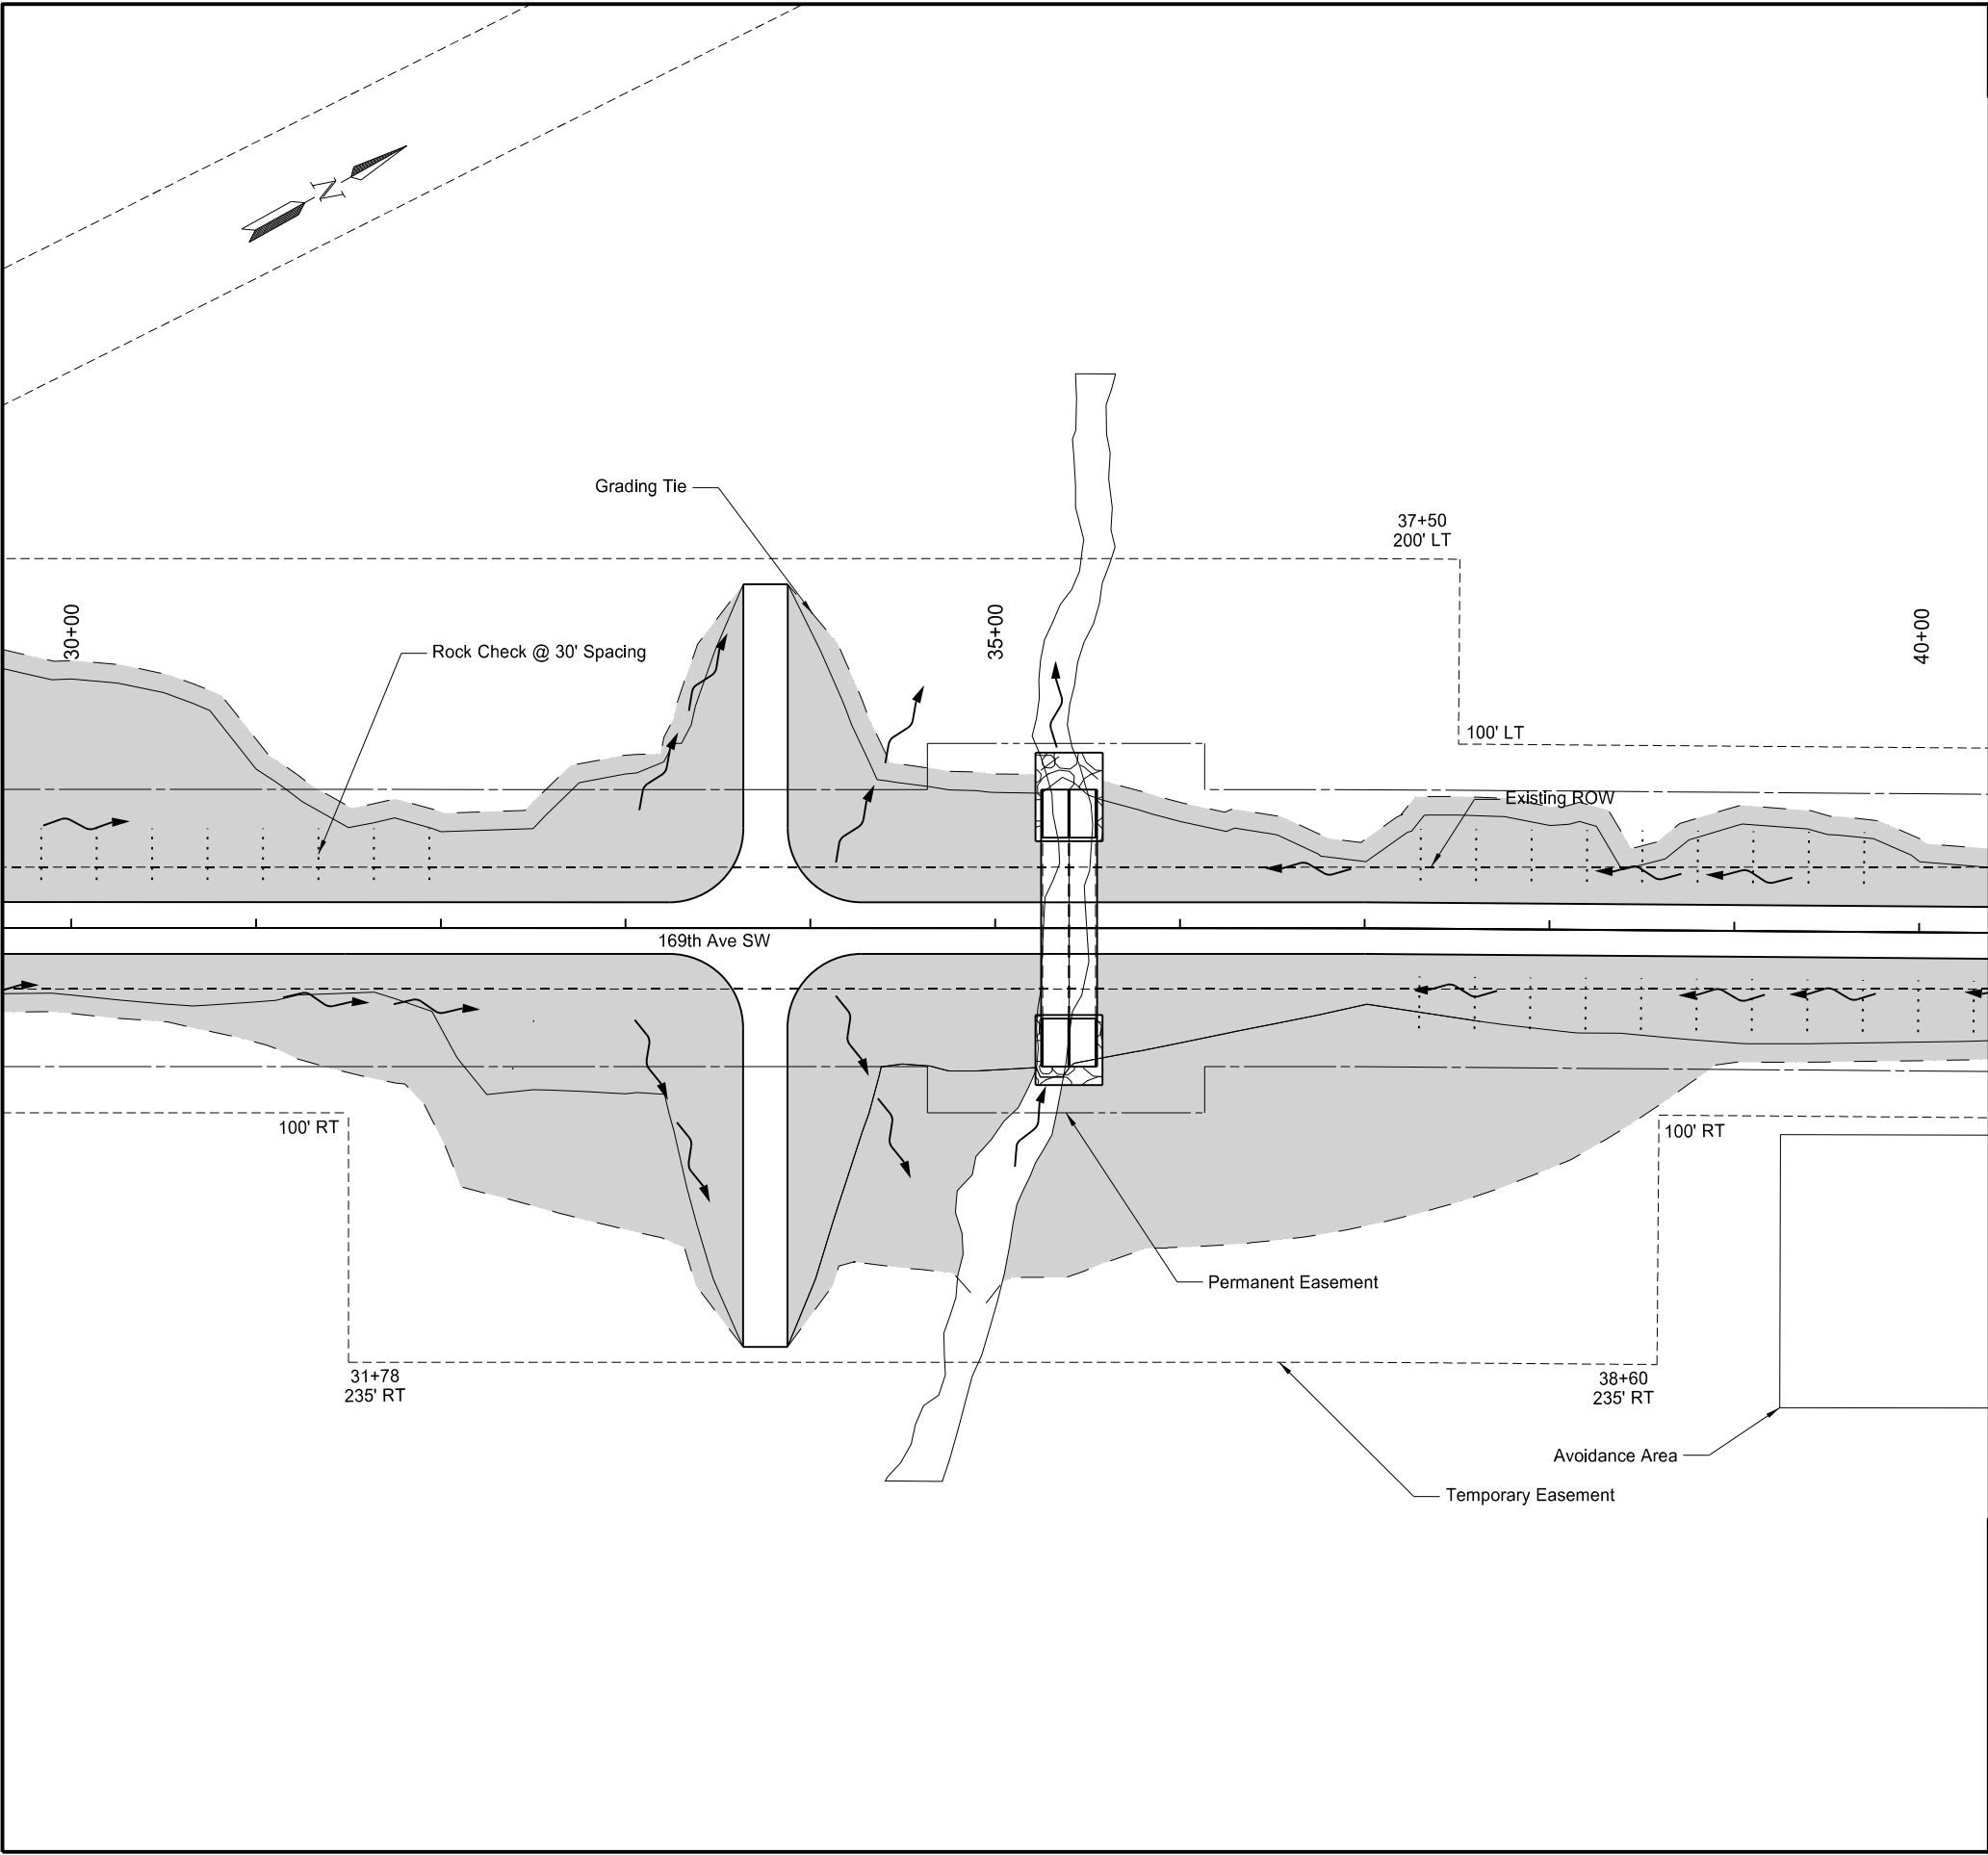 N
Grading Tie
37+50
200' LT
30+00
35+00
40+00
Rock Check @ 30' Spacing
100' LT
Existing ROW
169th Ave SW
100' RT
100' RT
Permanent Easement
31+78
235' RT
38+60
235' RT
Avoidance Area
Temporary Easement